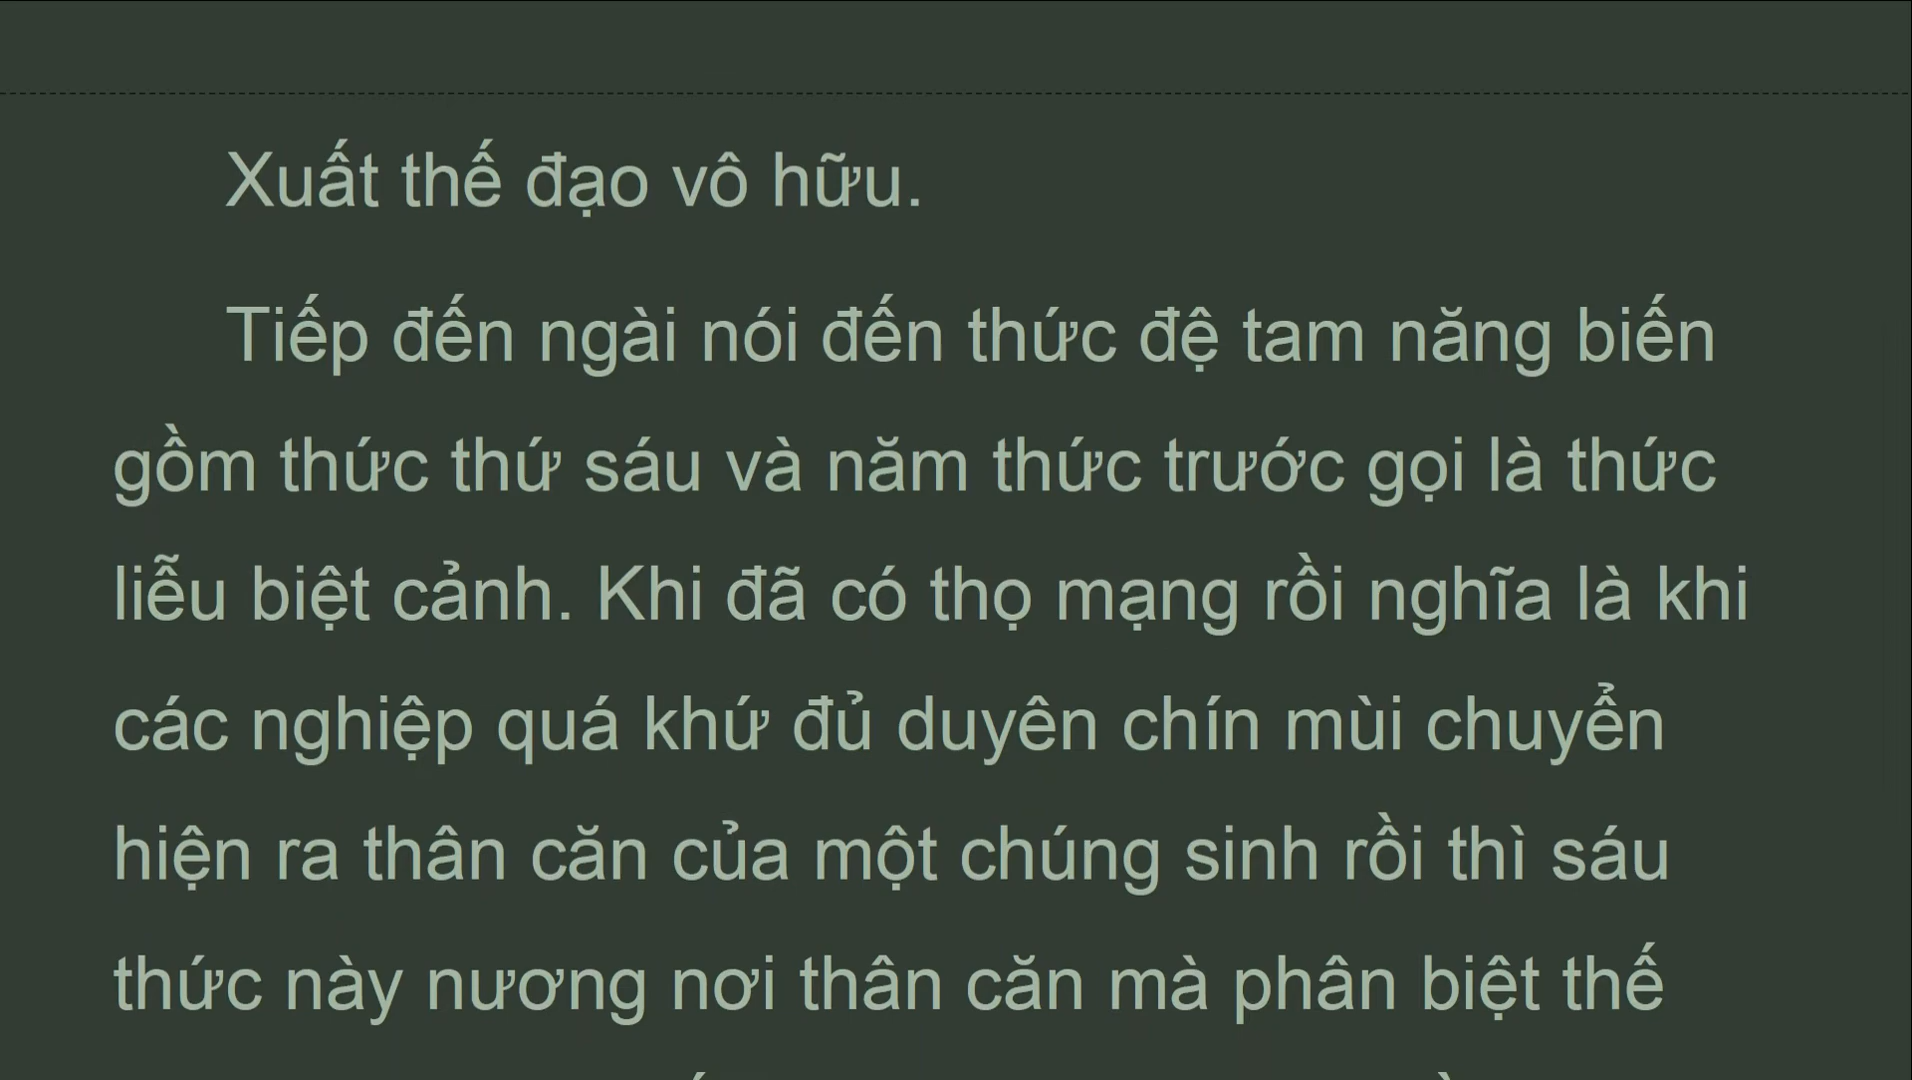 Xuất thế đạo vô hữu.
Tiếp đến ngài nói đến thức đệ tam năng biến
gồm thức thứ sáu và năm thức trước gọi là thức
liễu biệt cảnh. Khi đã có thọ mạng rồi nghĩa là khi
các nghiệp quá khứ đủ duyên chín mùi chuyển
hiện ra thân căn của một chúng sinh rồi thì sáu
thức này nương nơi thân căn mà phân biệt thế